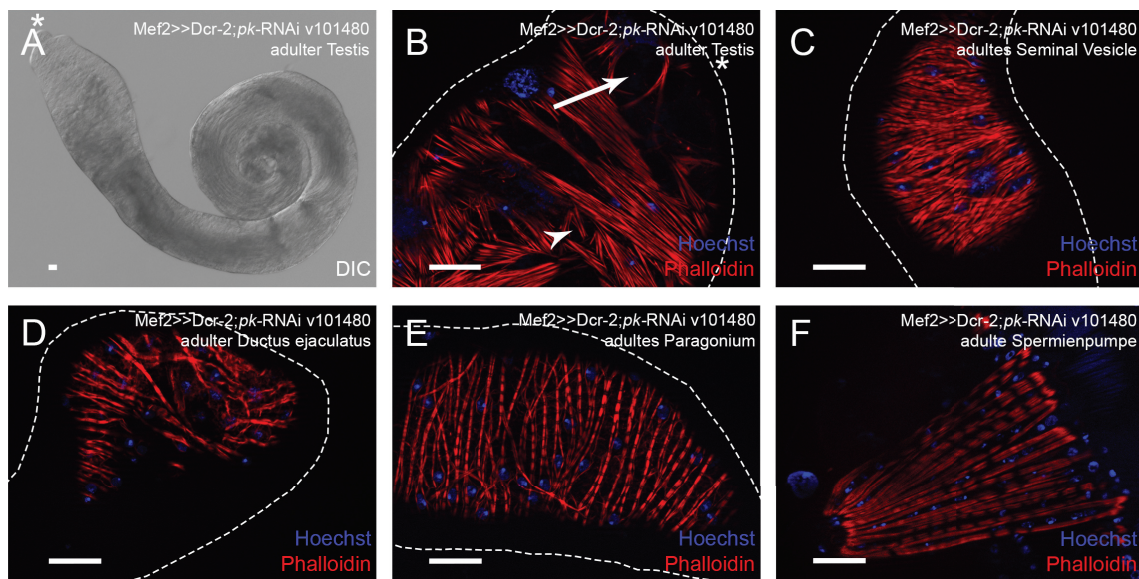 A
*
Mef2>>Dcr-2;pk-RNAi v101480
adulter Testis
DIC
B
Mef2>>Dcr-2;pk-RNAi v101480
adulter Testis
*
Hoechst
Phalloidin
C
Mef2>>Dcr-2;pk-RNAi v101480
adultes Seminal Vesicle
Hoechst
Phalloidin
D
Mef2>>Dcr-2;pk-RNAi v101480
adulter Ductus ejaculatus
Hoechst
Phalloidin
E
Mef2>>Dcr-2;pk-RNAi v101480
adultes Paragonium
Hoechst
Phalloidin
F
Mef2>>Dcr-2;pk-RNAi v101480
adulte Spermienpumpe
Hoechst
Phalloidin